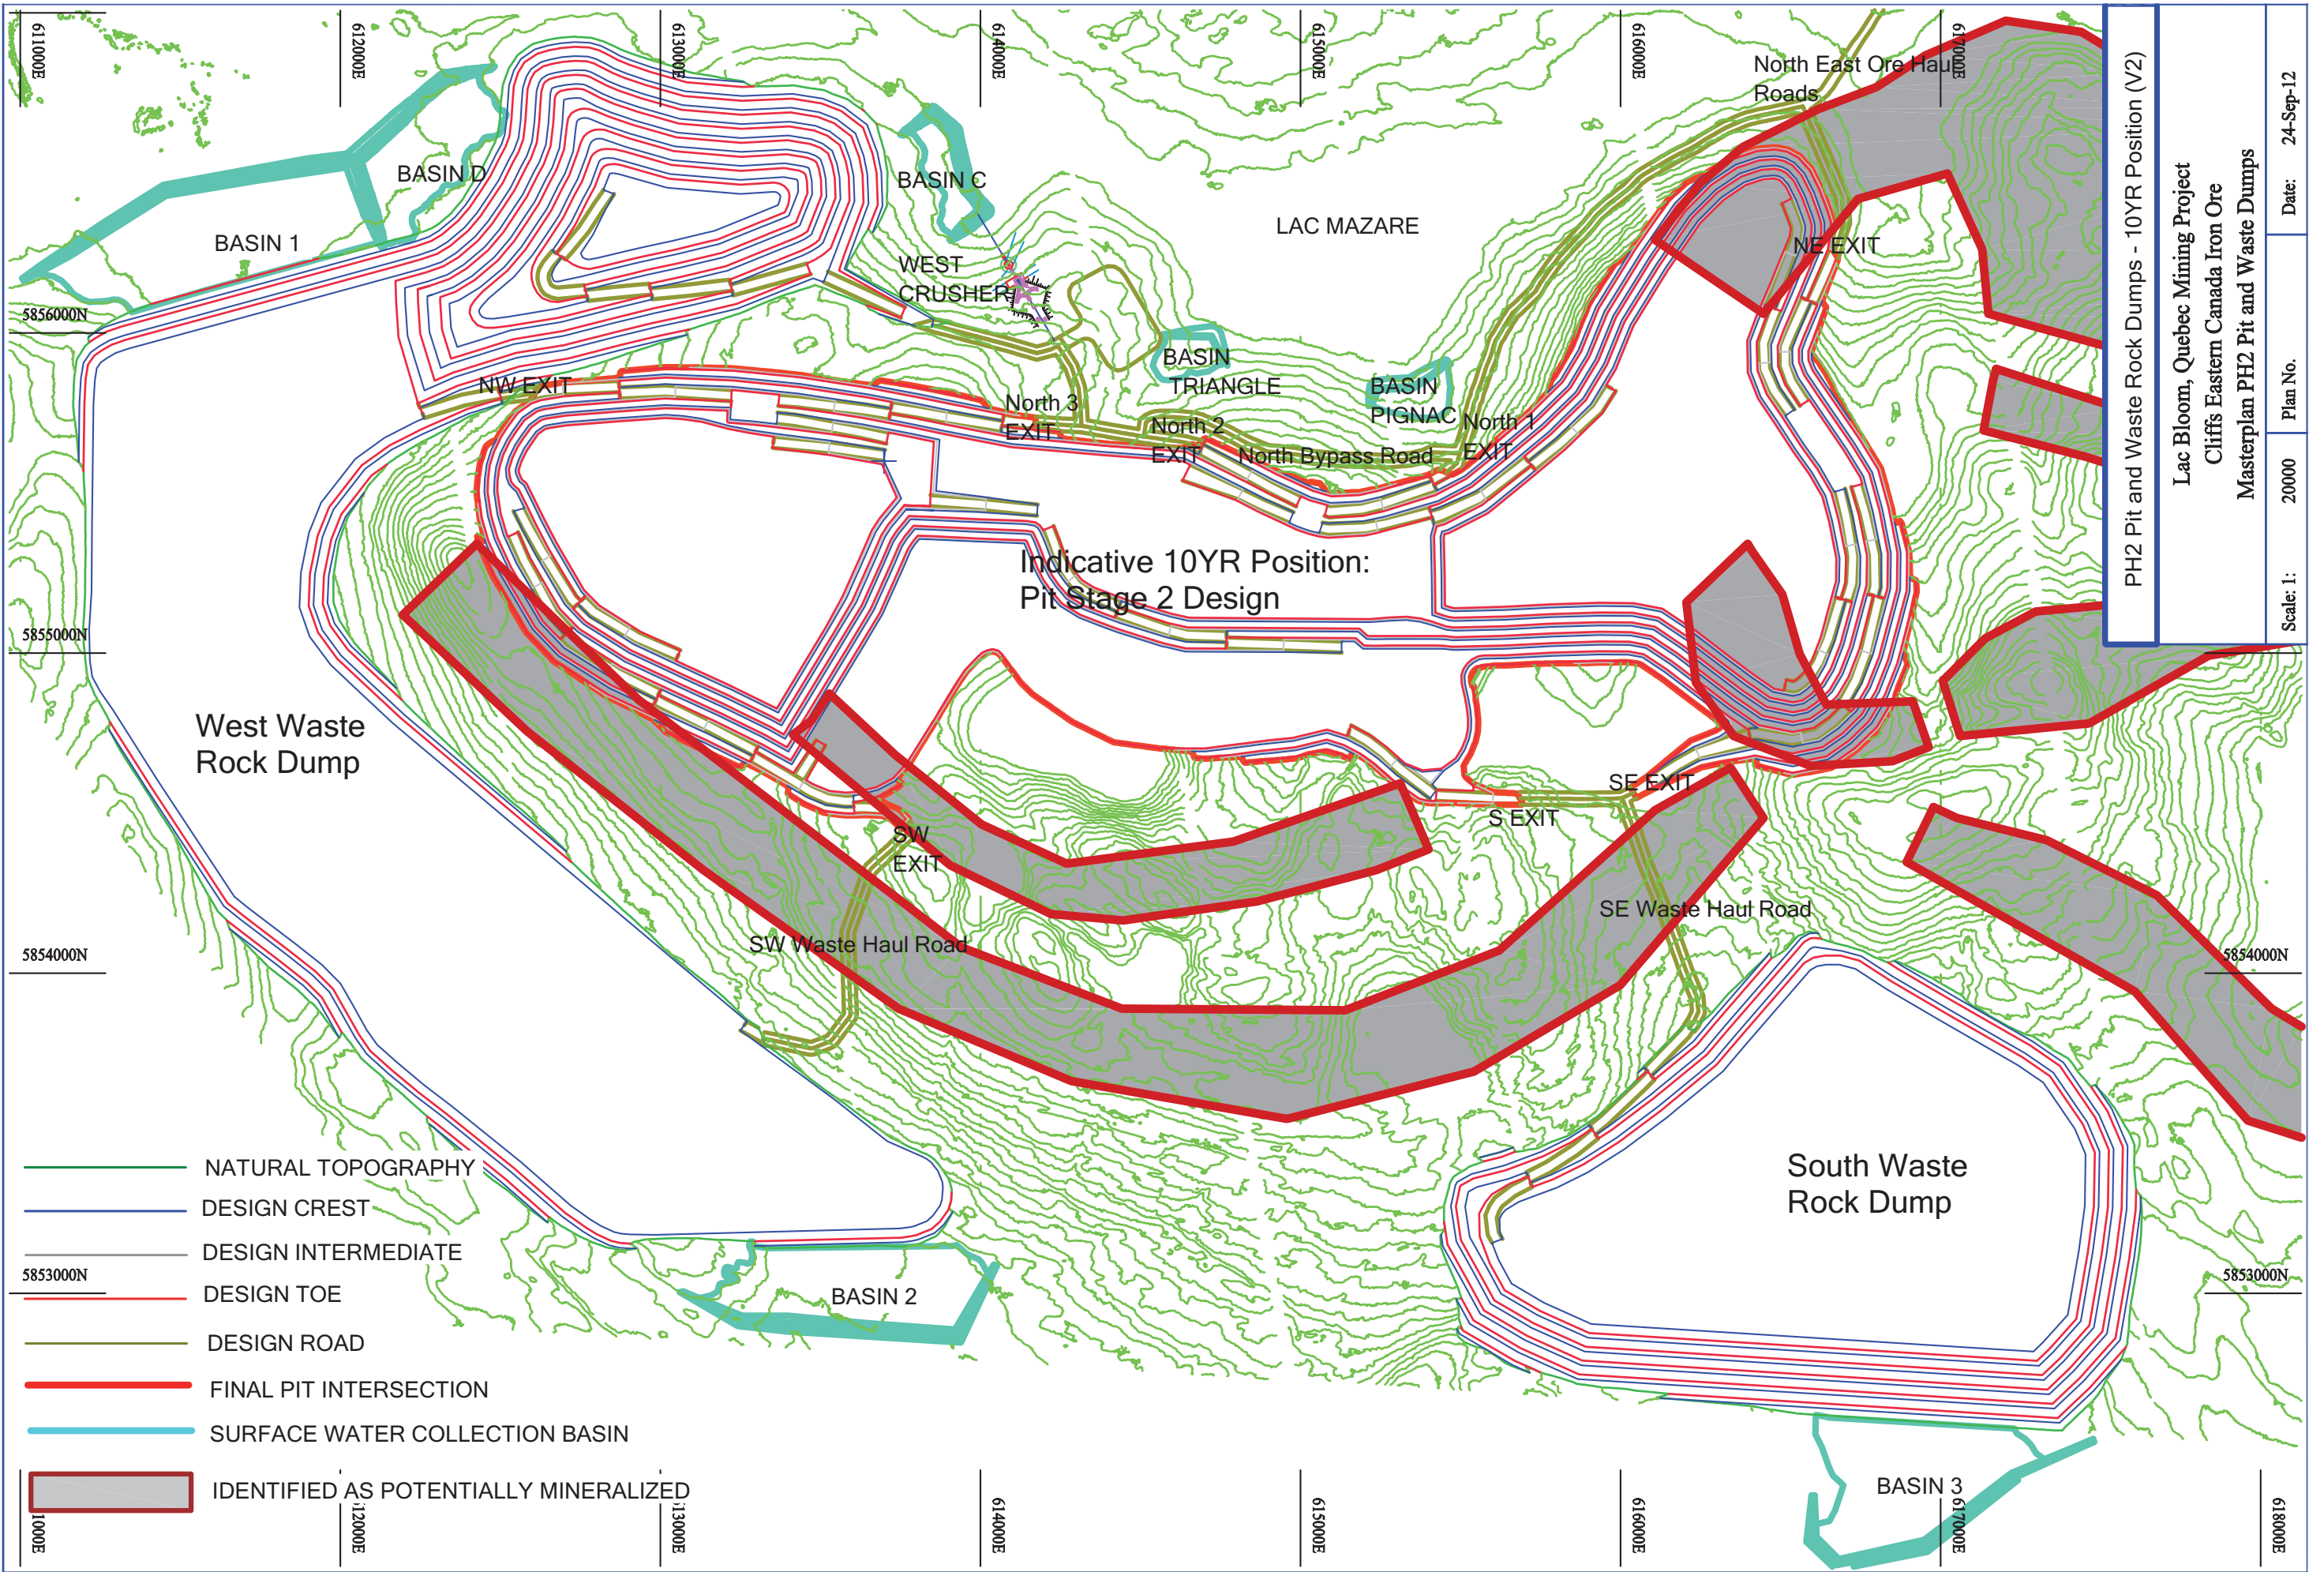 611000E
612000E
613000E
614000E
615000E
616000E
617000E
North East Ore Haul
Roads
BASIN D
BASIN C
BASIN 1
LAC MAZARE
NE EXIT
WEST
CRUSHER
5856000N
BASIN
TRIANGLE
BASIN
PIGNAC
NW EXIT
North 3
EXIT
North 2
EXIT
North 1
EXIT
North Bypass Road
Indicative 10YR Position:
Pit Stage 2 Design
5855000N
West Waste
Rock Dump
SE EXIT
S EXIT
SW
EXIT
SE Waste Haul Road
SW Waste Haul Road
5854000N
5854000N
South Waste
Rock Dump
NATURAL TOPOGRAPHY
DESIGN CREST
DESIGN INTERMEDIATE
DESIGN TOE
DESIGN ROAD
FINAL PIT INTERSECTION
SURFACE WATER COLLECTION BASIN
IDENTIFIED AS POTENTIALLY MINERALIZED
5853000N
5853000N
BASIN 2
BASIN 3
11000E
612000E
613000E
614000E
615000E
616000E
617000E
618000E
PH2 Pit and Waste Rock Dumps - 10YR Position (V2)
Lac Bloom, Quebec Mining Project
Cliffs Eastern Canada Iron Ore
Masterplan PH2 Pit and Waste Dumps
Scale: 1: 20000 Plan No. Date: 24-Sep-12